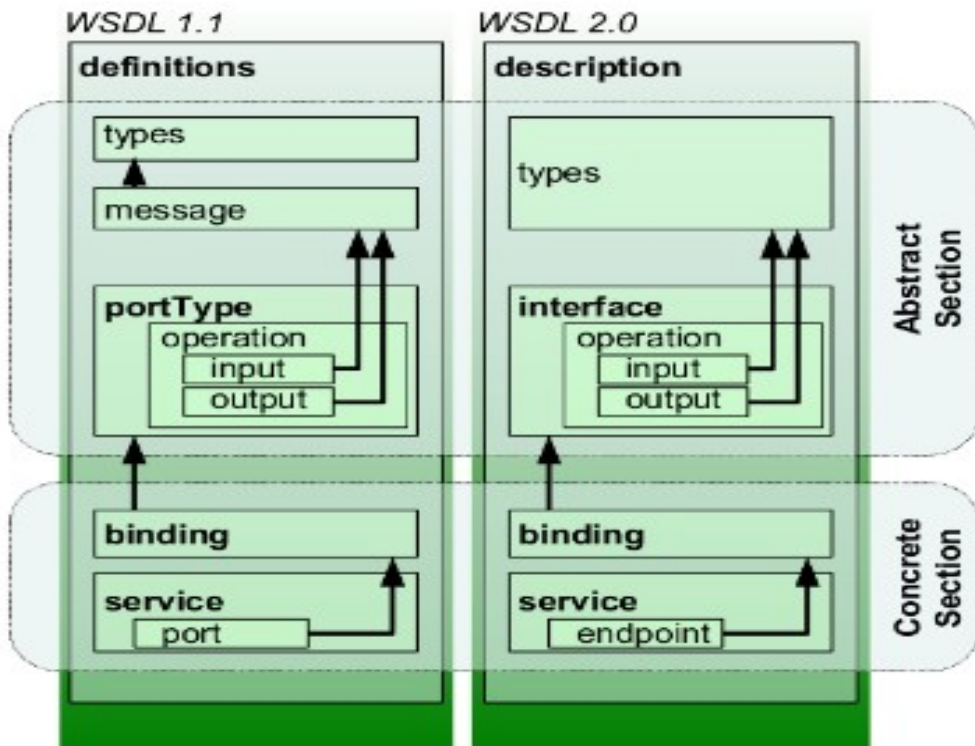 WSDL 1.1
definitions
types
message
portType
operation
input
output
binding
service
port
WSDL 2.0
description
types
interface
operation
input
output
binding
service
endpoint
Abstract
Section
Concrete
Section